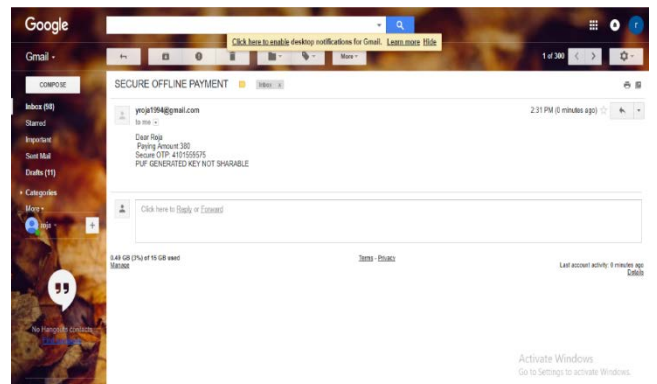 Google
Click here to enable desktop notifications for Gmail. Learn more Hide
r
Gmail
More
1 of 300
COMPOSE
SECURE OFFLINE PAYMENT
Inbox x
Inbox (98)
Starred
Important
Sent Mail
Drafts (11)
Categories
More
roja
yroja1994@gmail.com
2:31 PM (0 minutes ago)
to me
Dear Roja
Paying Amount 380
Secure OTP: 4101559575
PUF GENERATED KEY NOT SHARABLE
Click here to Reply or Forward
0.49 GB (3%) of 15 GB used
Manage
Terms - Privacy
Last account activity: 0 minutes ago
Details
No Hangouts contacts
Activate Windows
Go to Settings to activate Windows.